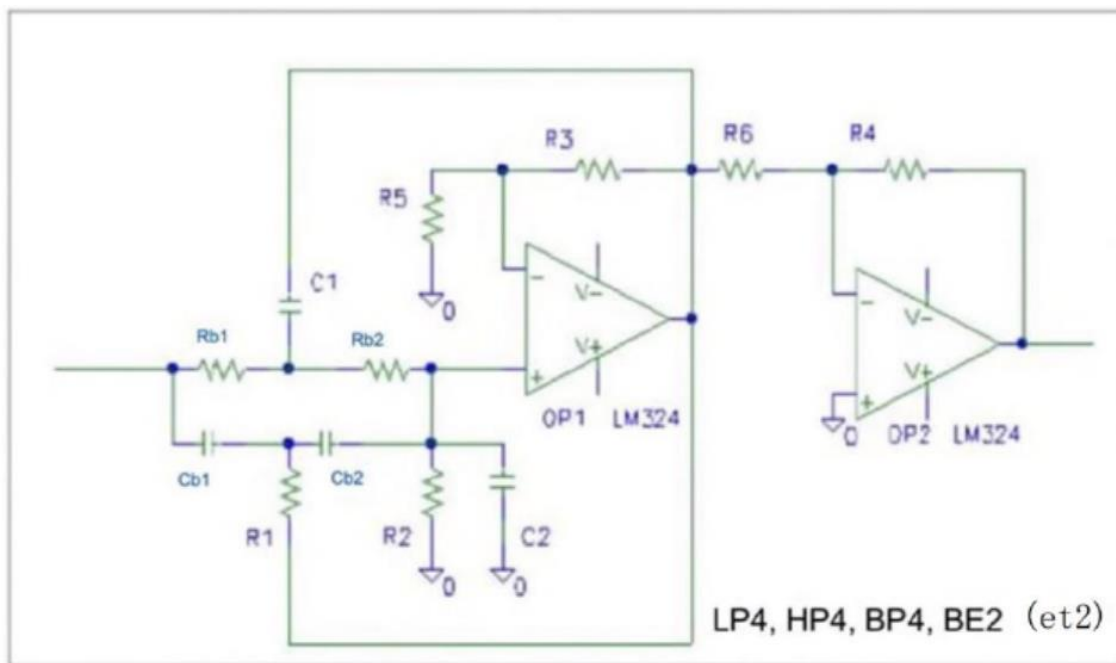 R3
R6
R4
R5
0
C1
V-
V+
Rb1
Rb2
OP1
LM324
V-
V+
0
OP2
LM324
Cb1
Cb2
R1
R2
C2
0
0
LP4, HP4, BP4, BE2 (et2)
-
+
-
+